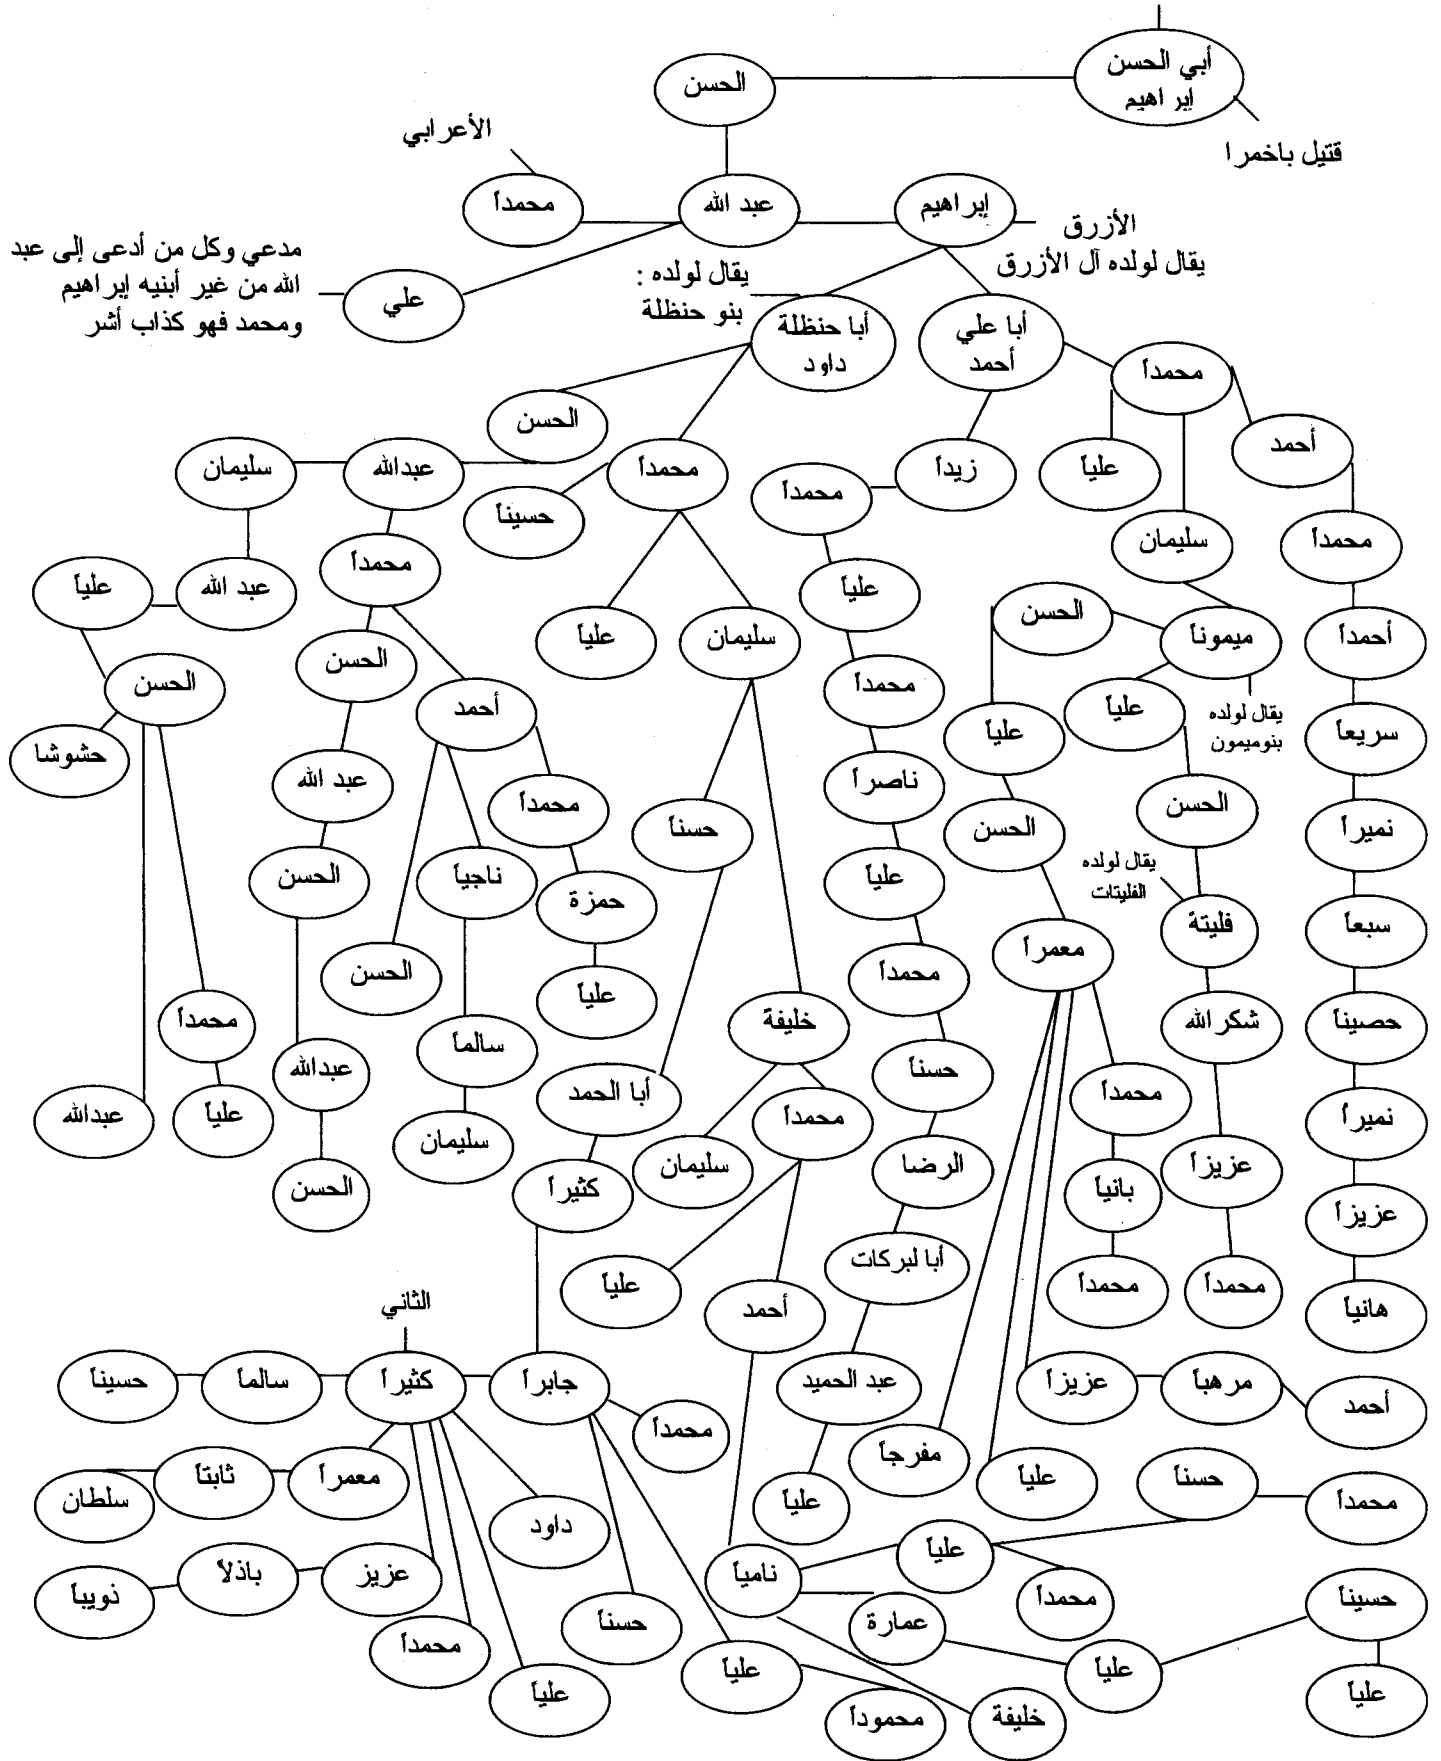 أبي الحسن
إبراهيم
الحسن
قتيل باخمرا
الأعرابي
محمداً
عبد الله
إبراهيم
الأزرق
يقال لولده آل الأزرق
مدعي وكل من أدعى إلى عبد
الله من غير أبنيه إبراهيم
ومحمد فهو كذاب أشر
علي
يقال لولده :
بنو حنظلة
أبا حنظلة
داود
أبا علي
أحمد
محمداً
الحسن
أحمد
علياً
زيداً
محمداً
محمداً
حسيناً
عبدالله
سليمان
محمداً
سليمان
علياً
محمداً
عبد الله
علياً
أحمداً
ميموناً
الحسن
سليمان
علياً
الحسن
الحسن
يقال لولده
بنوميمون
علياً
محمداً
أحمد
سريعاً
علياً
حشوشا
ناصراً
عبد الله
محمداً
الحسن
نميراً
الحسن
حسناً
علياً
ناجياً
الحسن
يقال لولده
الفليتات
حمزة
سبعاً
فليتة
معمراً
محمداً
الحسن
علياً
حصيناً
شكر الله
خليفة
محمداً
سالماً
عبدالله
حسناً
أبا الحمد
محمداً
نميراً
محمداً
علياً
عبدالله
سليمان
الرضا
سليمان
كثيراً
الحسن
عزيزاً
بانياً
عزيزاً
أبا لبركات
علياً
محمداً
محمداً
هانياً
أحمد
الثاني
حسيناً
سالماً
كثيراً
جابراً
عبد الحميد
عزيزاً
مرهباً
أحمد
محمداً
مفرجاً
علياً
حسناً
محمداً
سلطان
ثابتاً
معمراً
علياً
داود
علياً
نامياً
محمداً
حسيناً
ذويباً
باذلاً
عزيز
حسناً
عمارة
محمداً
علياً
علياً
علياً
علياً
محموداً
خليفة